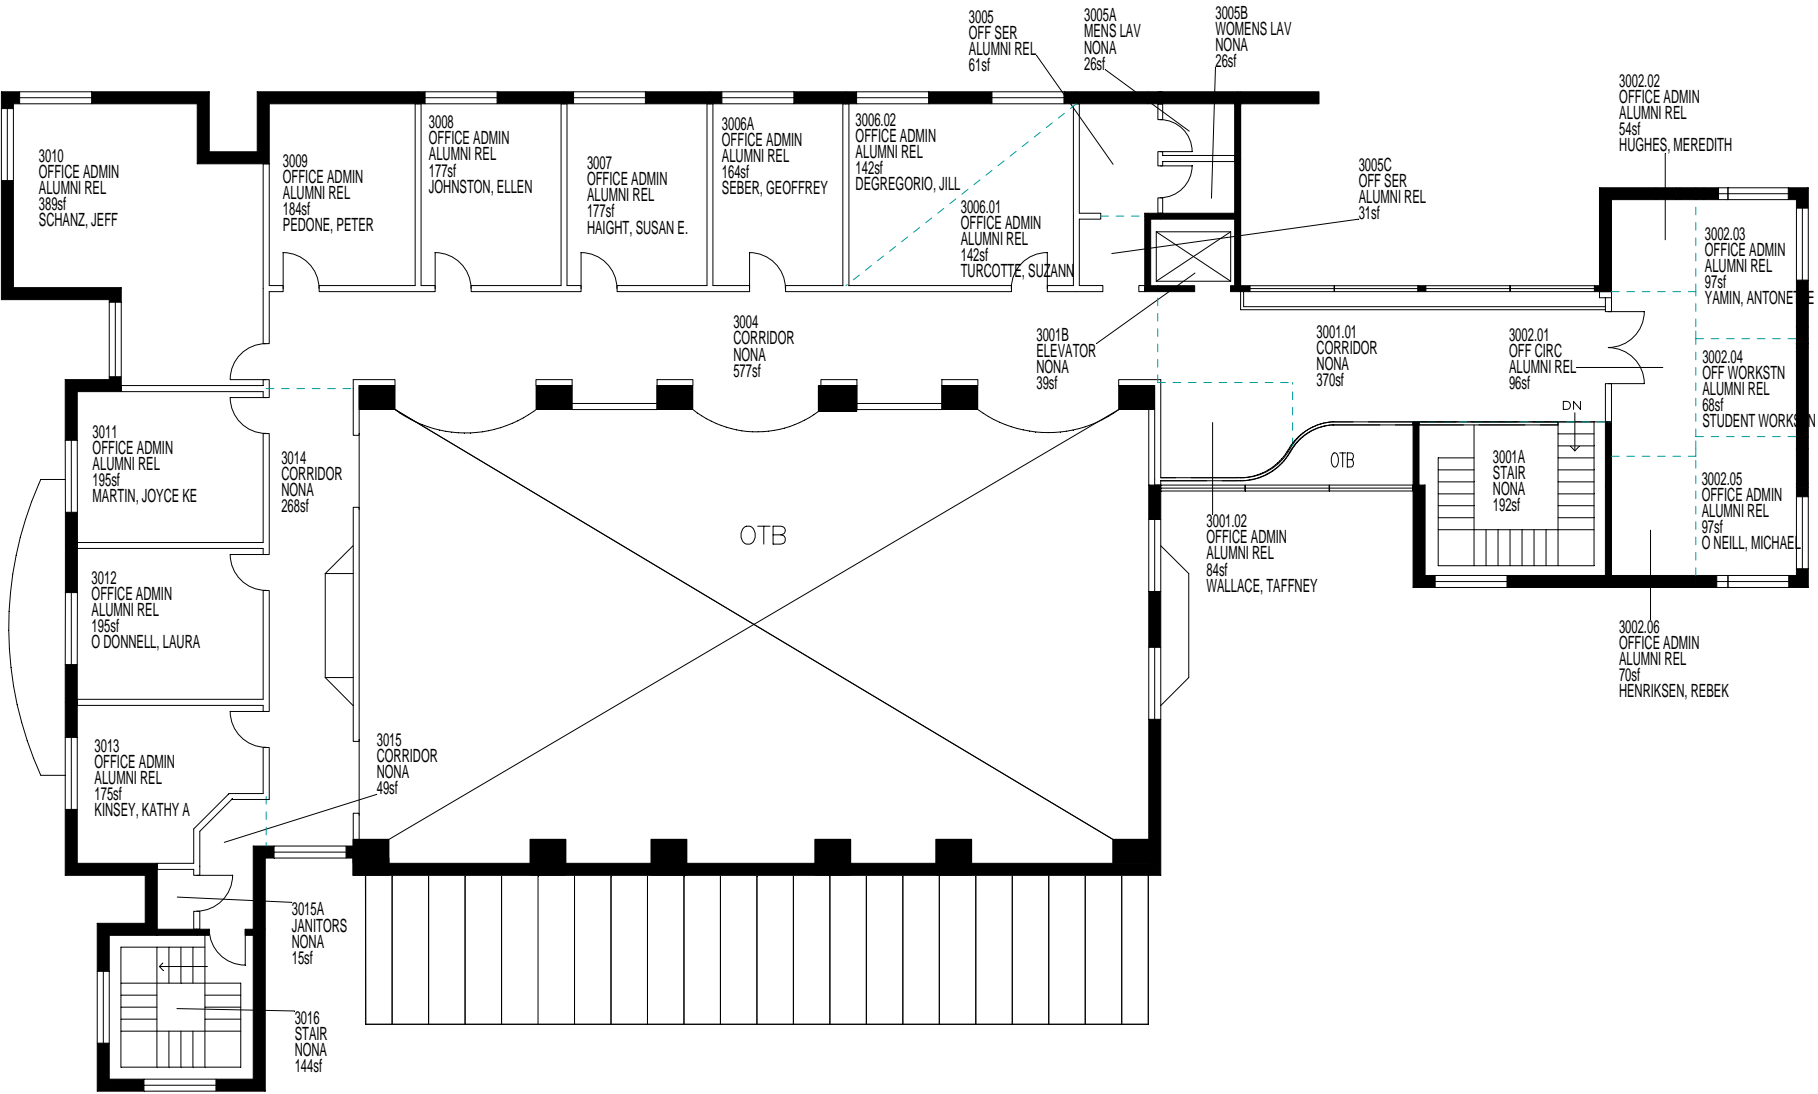 3005
OFF SER
ALUMNI REL
61sf
3005A
MENS LAV
NONA
26sf
3005B
WOMENS LAV
NONA
26sf
3002.02
OFFICE ADMIN
ALUMNI REL
54sf
HUGHES, MEREDITH
3010
OFFICE ADMIN
ALUMNI REL
389sf
SCHANZ, JEFF
3009
OFFICE ADMIN
ALUMNI REL
184sf
PEDONE, PETER
3008
OFFICE ADMIN
ALUMNI REL
177sf
JOHNSTON, ELLEN
3007
OFFICE ADMIN
ALUMNI REL
177sf
HAIGHT, SUSAN E.
3006A
OFFICE ADMIN
ALUMNI REL
164sf
SEBER, GEOFFREY
3006.02
OFFICE ADMIN
ALUMNI REL
142sf
DEGREGORIO, JILL
3006.01
OFFICE ADMIN
ALUMNI REL
142sf
TURCOTTE, SUZANN
3005C
OFF SER
ALUMNI REL
31sf
3002.03
OFFICE ADMIN
ALUMNI REL
97sf
YAMIN, ANTONETTE
3004
CORRIDOR
NONA
577sf
3001B
ELEVATOR
NONA
39sf
3001.01
CORRIDOR
NONA
370sf
3002.01
OFF CIRC
ALUMNI REL
96sf
3002.04
OFF WORKSTN
ALUMNI REL
68sf
STUDENT WORKSTN
DN
3011
OFFICE ADMIN
ALUMNI REL
195sf
MARTIN, JOYCE KE
3014
CORRIDOR
NONA
268sf
OTB
3001A
STAIR
NONA
192sf
3002.05
OFFICE ADMIN
ALUMNI REL
97sf
O NEILL, MICHAEL
OTB
3001.02
OFFICE ADMIN
ALUMNI REL
84sf
WALLACE, TAFFNEY
3012
OFFICE ADMIN
ALUMNI REL
195sf
O DONNELL, LAURA
3002.06
OFFICE ADMIN
ALUMNI REL
70sf
HENRIKSEN, REBEK
3013
OFFICE ADMIN
ALUMNI REL
175sf
KINSEY, KATHY A
3015
CORRIDOR
NONA
49sf
3015A
JANITORS
NONA
15sf
3016
STAIR
NONA
144sf